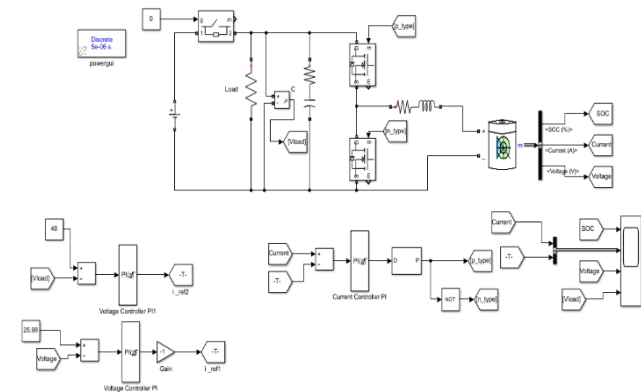 0
g m
1 2
Discrete
5e-06 s.
powergui
Load
C
[Vload]
[p_type]
[n_type]
<SOC (%)>
<Current (A)>
<Voltage (V)>
SOC
Current
Voltage
m
48
[Vload]
PI(z)
Voltage Controller PI1
-T-
i_ref2
25.98
Voltage
PI(z)
Voltage Controller PI
-1
Gain
-T-
i_ref1
Current
-T-
PI(z)
Current Controller PI
D P
[p_type]
NOT
[n_type]
Current
-T-
SOC
Voltage
[Vload]